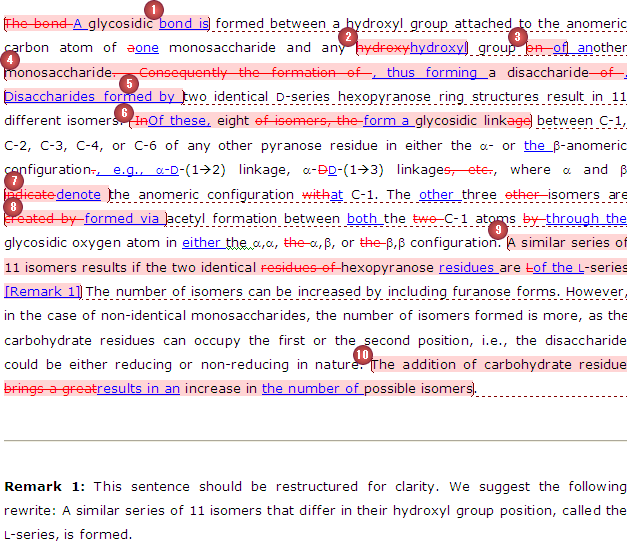 1
The bond A glycosidic bond is formed between a hydroxyl group attached to the anomeric
carbon atom of aone monosaccharide and any 2 hydroxyhydroxyl group 3 on of another
4 monosaccharide. Consequently the formation of , thus forming a disaccharide of .
Disaccharides formed by 5 two identical D-series hexopyranose ring structures result in 11
different isomers. 6 InOf these, eight of isomers, the form a glycosidic linkage between C-1,
C-2, C-3, C-4, or C-6 of any other pyranose residue in either the α- or the β-anomeric
configuration., e.g., α-D-(1→2) linkage, α-DD-(1→3) linkages, etc., where α and β
7 indicatedenote the anomeric configuration withat C-1. The other three other isomers are
8 created by formed via acetyl formation between both the two C-1 atoms by through the
glycosidic oxygen atom in either the α,α, the α,β, or the β,β configuration. 9 A similar series of
11 isomers results if the two identical residues of hexopyranose residues are Lof the L-series
[Remark 1] The number of isomers can be increased by including furanose forms. However,
in the case of non-identical monosaccharides, the number of isomers formed is more, as the
carbohydrate residues can occupy the first or the second position, i.e., the disaccharide
could be either reducing or non-reducing in nature. 10 The addition of carbohydrate residue
brings a greatresults in an increase in the number of possible isomers.
Remark 1: This sentence should be restructured for clarity. We suggest the following
rewrite: A similar series of 11 isomers that differ in their hydroxyl group position, called the
L-series, is formed.